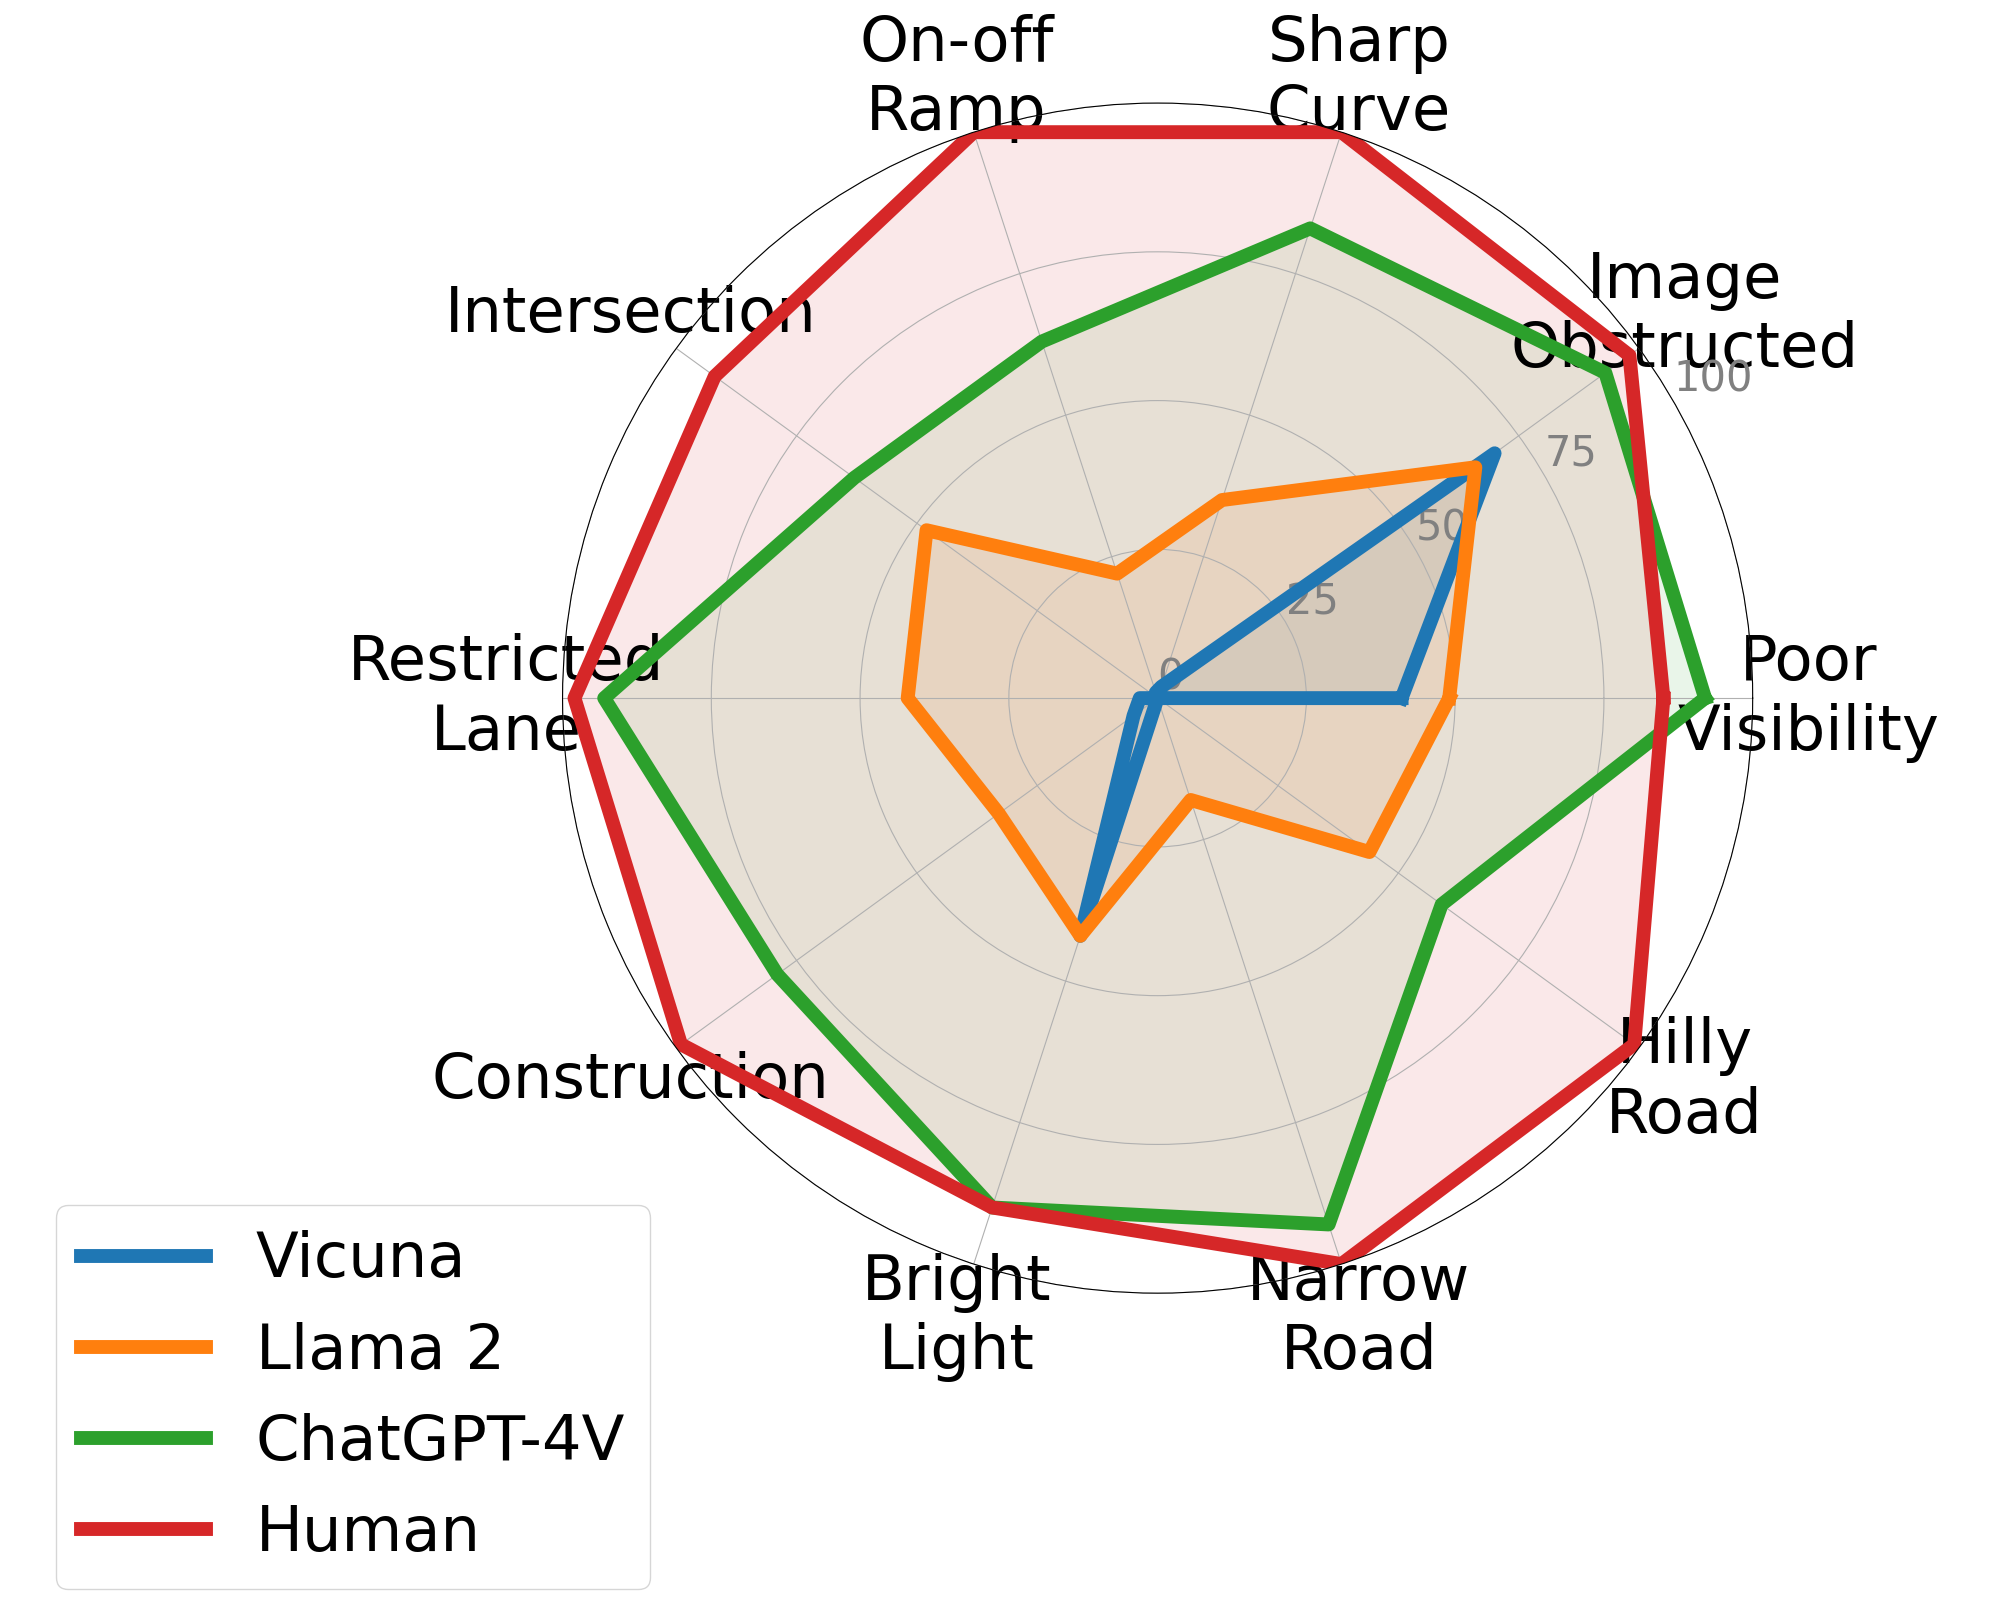 On-off
Ramp
Sharp
Curve
Image
Obstructed
Intersection
100
75
50
25
0
Restricted
Lane
Poor
Visibility
Construction
Hilly
Road
Bright
Light
Narrow
Road
Vicuna
Llama 2
ChatGPT-4V
Human